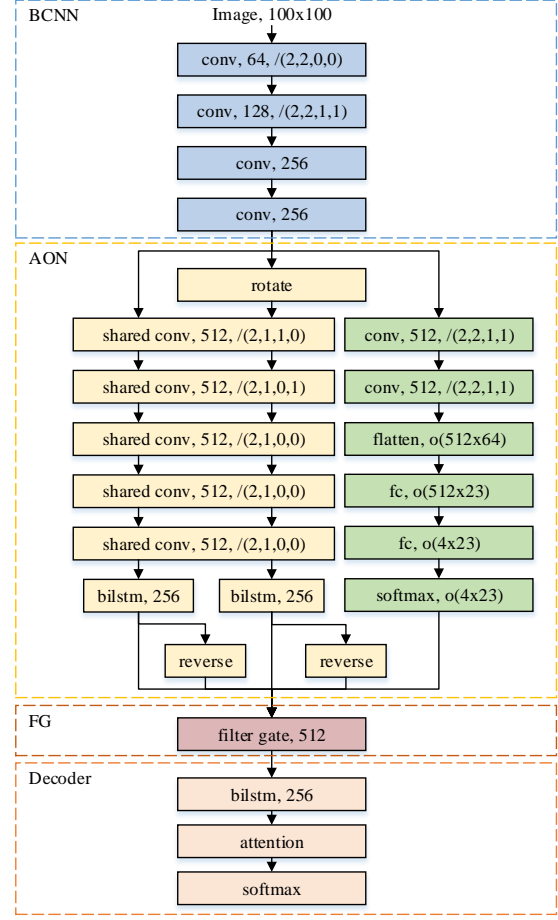 BCNN
Image, 100x100
conv, 64, /(2,2,0,0)
conv, 128, /(2,2,1,1)
conv, 256
conv, 256
AON
rotate
shared conv, 512, /(2,1,1,0)
conv, 512, /(2,2,1,1)
shared conv, 512, /(2,1,0,1)
conv, 512, /(2,2,1,1)
shared conv, 512, /(2,1,0,0)
flatten, o(512x64)
shared conv, 512, /(2,1,0,0)
fc, o(512x23)
shared conv, 512, /(2,1,0,0)
fc, o(4x23)
bilstm, 256
bilstm, 256
softmax, o(4x23)
reverse
reverse
FG
filter gate, 512
Decoder
bilstm, 256
attention
softmax